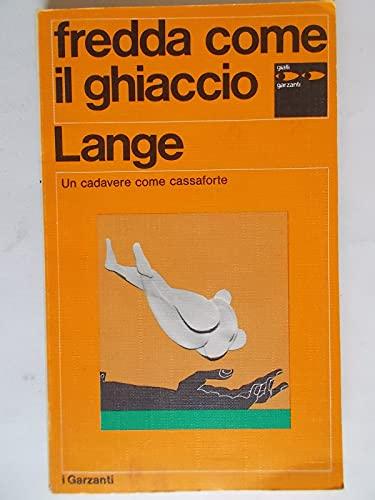 fredda come
il ghiaccio
gialli
garzanti
Lange
Un cadavere come cassaforte
i Garzanti